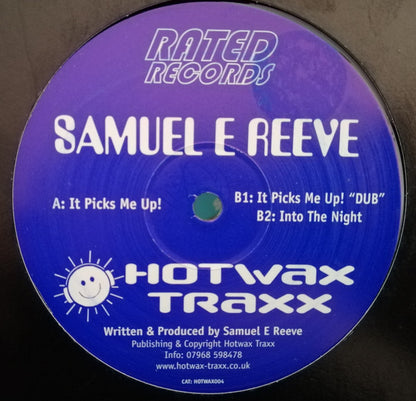 RATED
RECORDS
SAMUEL E REEVE
A: It Picks Me Up!
B1: It Picks Me Up! "DUB"
B2: Into The Night
HOTWAX
TRAXX
Written & Produced by Samuel E Reeve
Publishing & Copyright Hotwax Traxx
Info: 07968 598478
www.hotwax-traxx.co.uk
CAT: HOTWAX004